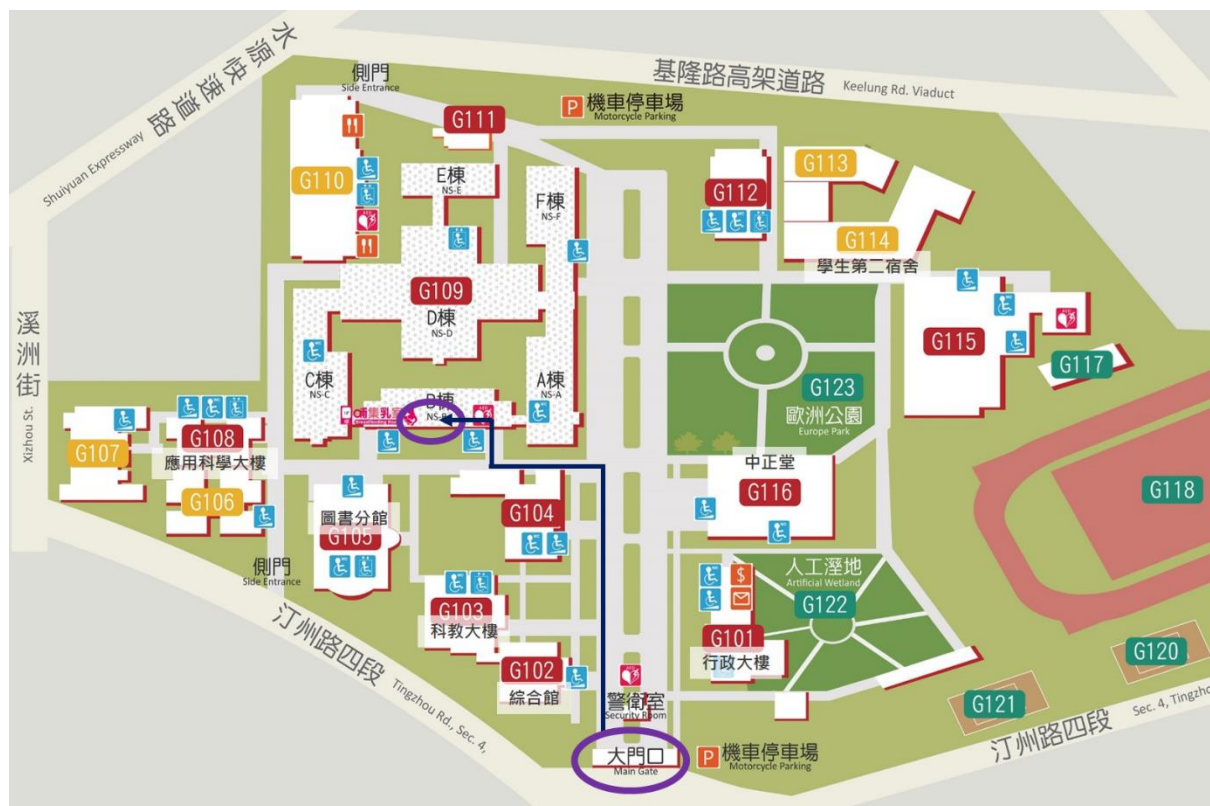 水源快速道路
Shuiyuan Expressway
基隆路高架道路
Keelung Rd. Viaduct
側門
Side Entrance
P
機車停車場
Motorcycle Parking
G111
G110
E棟
NS-E
F棟
NS-F
G112
G113
G114
學生第二宿舍
G109
D棟
NS-D
C棟
NS-C
A棟
NS-A
B棟
G115
G117
G123
歐洲公園
Europe Park
溪洲街
Xizhou St.
哺集乳室
G107
G108
應用科學大樓
G106
圖書分館
G105
G104
中正堂
G116
G118
側門
Side Entrance
G103
科教大樓
G102
綜合館
人工溼地
Artificial Wetland
G122
$
G101
行政大樓
G120
G121
警衛室
Security Room
大門口
Main Gate
P
機車停車場
Motorcycle Parking
汀州路四段
Tingzhou Rd., Sec. 4,
汀州路四段
Sec. 4, Tingzho